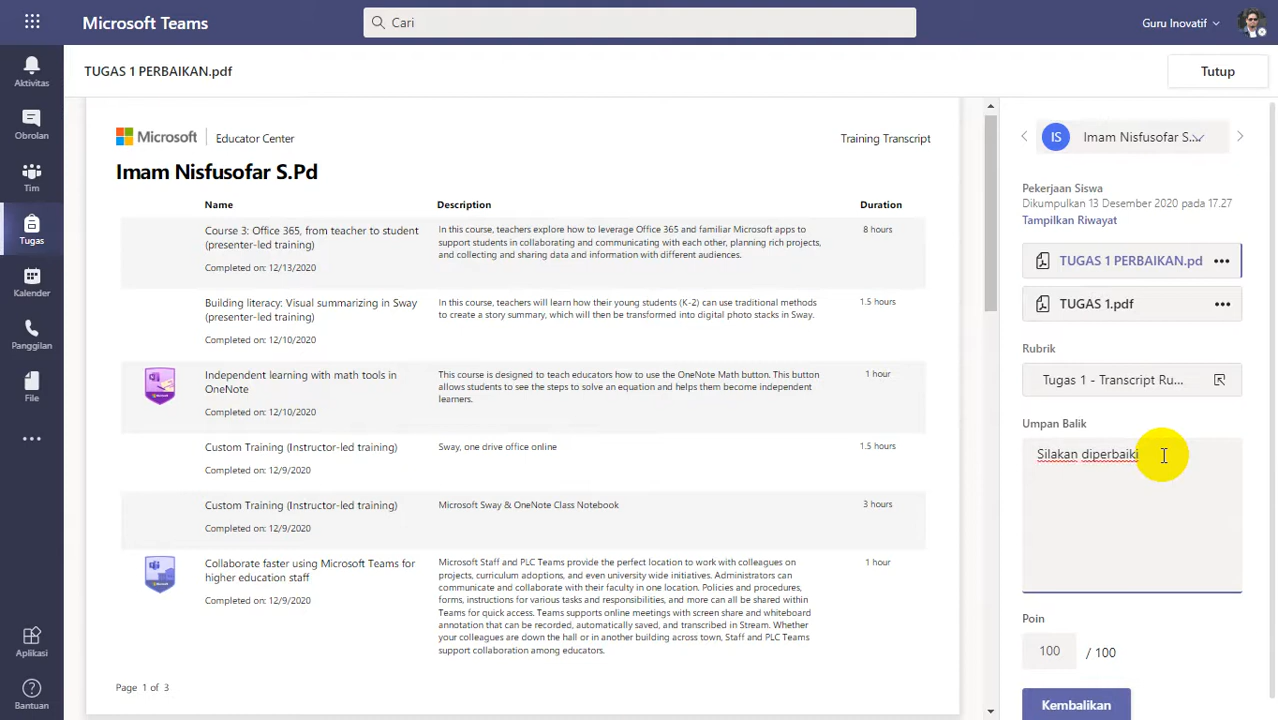 Microsoft Teams
Cari
Guru Inovatif
Aktivitas
Obrolan
Tim
Tugas
Kalender
Panggilan
File
Aplikasi
Bantuan
TUGAS 1 PERBAIKAN.pdf
Tutup
Microsoft
Educator Center
Training Transcript
Imam Nisfusofar S.Pd
Name Description Duration
Course 3: Office 365, from teacher to student
(presenter-led training)
Completed on: 12/13/2020
In this course, teachers explore how to leverage Office 365 and familiar Microsoft apps to
support students in collaborating and communicating with each other, planning rich projects,
and collecting and sharing data and information with different audiences.
8 hours
Building literacy: Visual summarizing in Sway
(presenter-led training)
Completed on: 12/10/2020
In this course, teachers will learn how their young students (K-2) can use traditional methods
to create a story summary, which will then be transformed into digital photo stacks in Sway.
1.5 hours
Independent learning with math tools in
OneNote
Completed on: 12/10/2020
This course is designed to teach educators how to use the OneNote Math button. This button
allows students to see the steps to solve an equation and helps them become independent
learners.
1 hour
Custom Training (Instructor-led training)
Completed on: 12/9/2020
Sway, one drive office online
1.5 hours
Custom Training (Instructor-led training)
Completed on: 12/9/2020
Microsoft Sway & OneNote Class Notebook
3 hours
Collaborate faster using Microsoft Teams for
higher education staff
Completed on: 12/9/2020
Microsoft Staff and PLC Teams provide the perfect location to work with colleagues on
projects, curriculum adoptions, and even university wide initiatives. Administrators can
communicate and collaborate with their faculty in one location. Policies and procedures,
forms, instructions for various tasks and responsibilities, and more can all be shared within
Teams for quick access. Teams supports online meetings with screen share and whiteboard
annotation that can be recorded, automatically saved, and transcribed in Stream. Whether
your colleagues are down the hall or in another building across town, Staff and PLC Teams
support collaboration among educators.
1 hour
Page 1 of 3
IS
Imam Nisfusofar S...
Pekerjaan Siswa
Dikumpulkan 13 Desember 2020 pada 17.27
Tampilkan Riwayat
TUGAS 1 PERBAIKAN.pd
TUGAS 1.pdf
Rubrik
Tugas 1 - Transcript Ru...
Umpan Balik
Silakan diperbaiki
Poin
100 / 100
Kembalikan